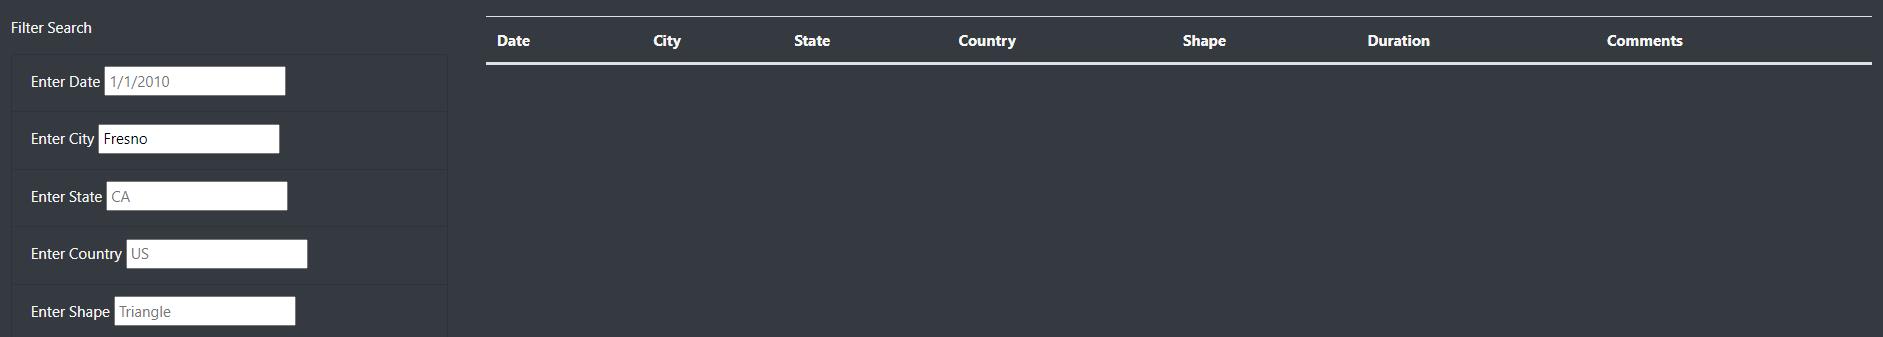 Filter Search
Enter Date 1/1/2010
Enter City Fresno
Enter State CA
Enter Country US
Enter Shape Triangle
Date City State Country Shape Duration Comments